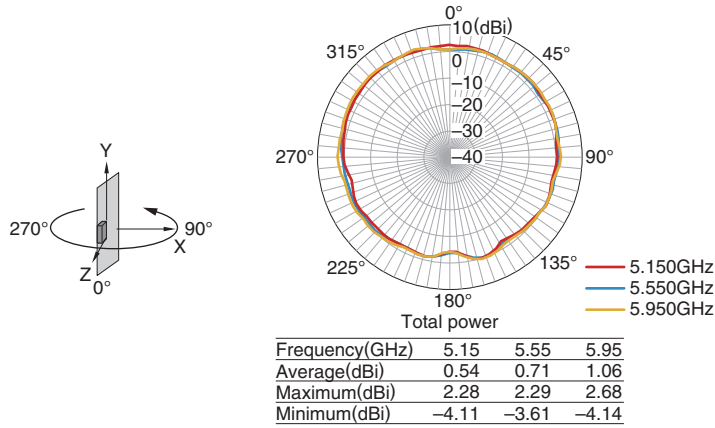 Y
270°
90°
X
Z
0°
0°
10(dBi)
315°
45°
0
–10
–20
–30
–40
270°
90°
225°
135°
180°
Total power
5.150GHz
5.550GHz
5.950GHz
Frequency(GHz) 5.15 5.55 5.95
Average(dBi) 0.54 0.71 1.06
Maximum(dBi) 2.28 2.29 2.68
Minimum(dBi) –4.11 –3.61 –4.14